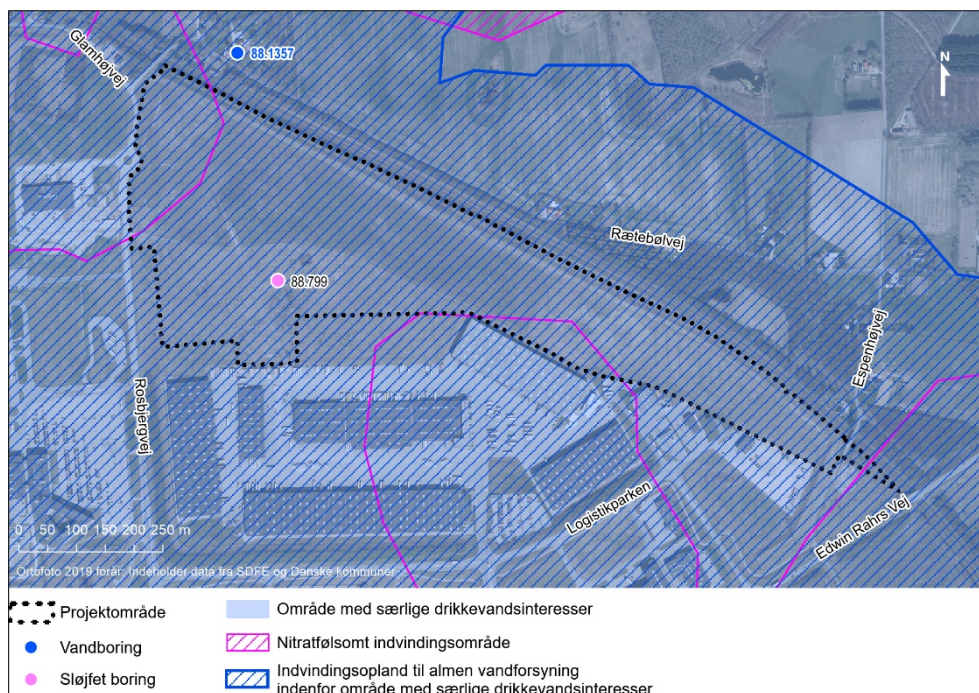 Glamhøjvej
88.1357
N
Rætebølvej
88.799
Espenhøjvej
Rosbjergvej
Logistikparken
Edwin Rahrs Vej
0 50 100 150 200 250 m
Ortofoto 2019 forår: Indeholder data fra SDFE og Danske kommuner
Projektområde
Vandboring
Sløjfet boring
Område med særlige drikkevandsinteresser
Nitratfølsomt indvindingsområde
Indvindingsopland til almen vandforsyning
indenfor område med særlige drikkevandsinteresser